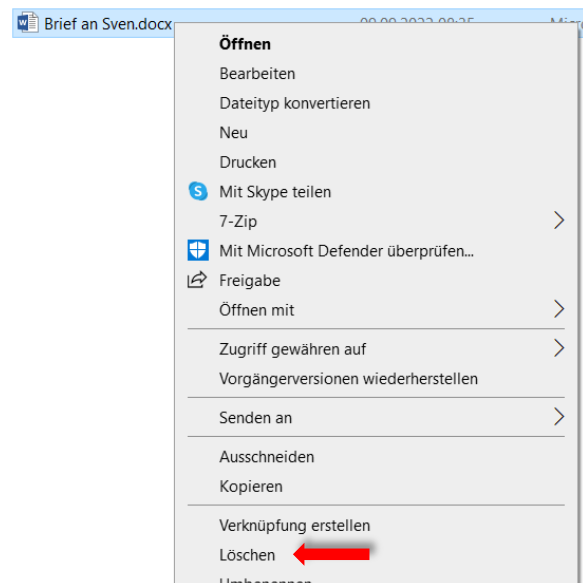 Brief an Sven.docx
Öffnen
Bearbeiten
Dateityp konvertieren
Neu
Drucken
Mit Skype teilen
7-Zip
Mit Microsoft Defender überprüfen...
Freigabe
Öffnen mit
Zugriff gewähren auf
Vorgängerversionen wiederherstellen
Senden an
Ausschneiden
Kopieren
Verknüpfung erstellen
Löschen